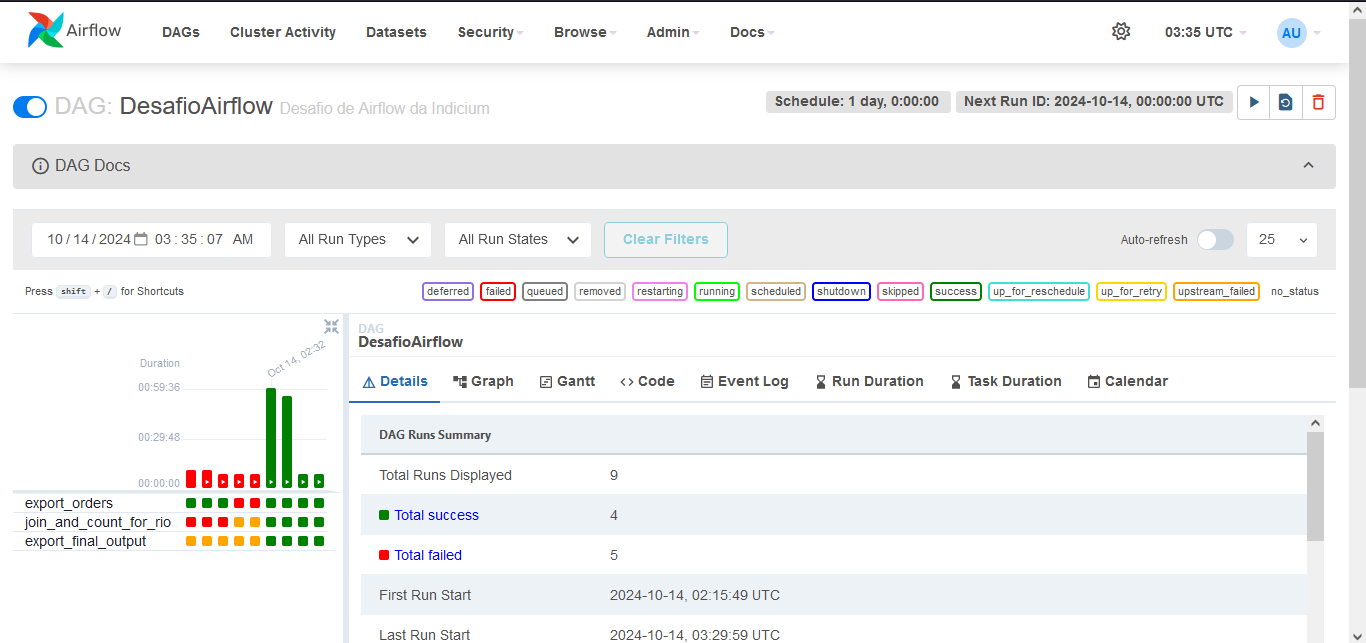 Airflow DAGs Cluster Activity Datasets Security Browse Admin Docs 03:35 UTC AU
DAG: DesafioAirflow Desafio de Airflow da Indicium Schedule: 1 day, 0:00:00 Next Run ID: 2024-10-14, 00:00:00 UTC
DAG Docs
10 / 14 / 2024 03 : 35 : 07 AM All Run Types All Run States Clear Filters Auto-refresh 25
Press shift + / for Shortcuts deferred failed queued removed restarting running scheduled shutdown skipped success up_for_reschedule up_for_retry upstream_failed no_status
DAG
DesafioAirflow
Oct 14, 02:32
Duration
00:59:36
00:29:48
00:00:00
export_orders
join_and_count_for_rio
export_final_output
Details Graph Gantt Code Event Log Run Duration Task Duration Calendar
DAG Runs Summary
Total Runs Displayed 9
Total success 4
Total failed 5
First Run Start 2024-10-14, 02:15:49 UTC
Last Run Start 2024-10-14, 03:29:59 UTC